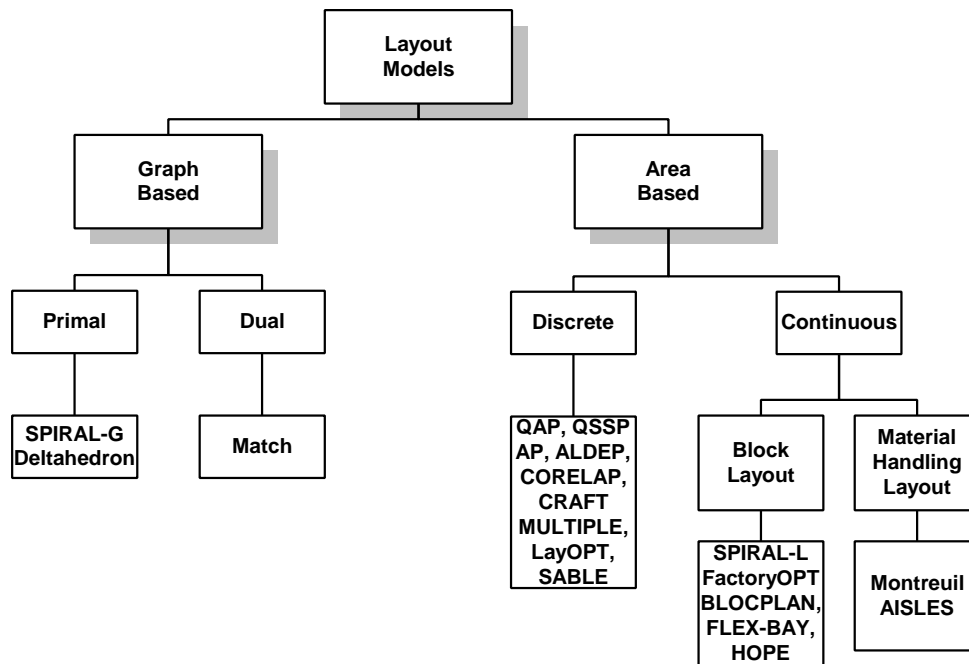 Layout
Models
Graph
Based
Area
Based
Primal
Dual
Discrete
Continuous
SPIRAL-G
Deltahedron
Match
QAP, QSSP
AP, ALDEP,
CORELAP,
CRAFT
MULTIPLE,
LayOPT,
SABLE
Block
Layout
Material
Handling
Layout
SPIRAL-L
FactoryOPT
BLOCPLAN,
FLEX-BAY,
HOPE
Montreuil
AISLES